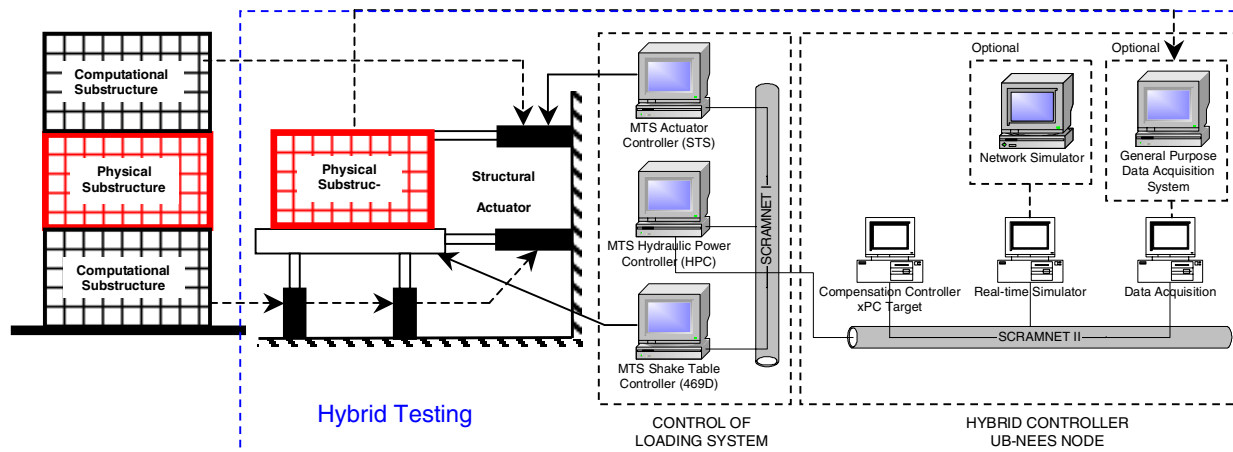 Computational
Substructure
Physical
Substructure
Computational
Substructure
Physical
Substruc-
Structural
Actuator
Hybrid Testing
MTS Actuator
Controller (STS)
MTS Hydraulic Power
Controller (HPC)
MTS Shake Table
Controller (469D)
SCRAMNET I
CONTROL OF
LOADING SYSTEM
Optional
Network Simulator
Optional
General Purpose
Data Acquisition
System
Compensation Controller
xPC Target
Real-time Simulator
Data Acquisition
SCRAMNET II
HYBRID CONTROLLER
UB-NEES NODE